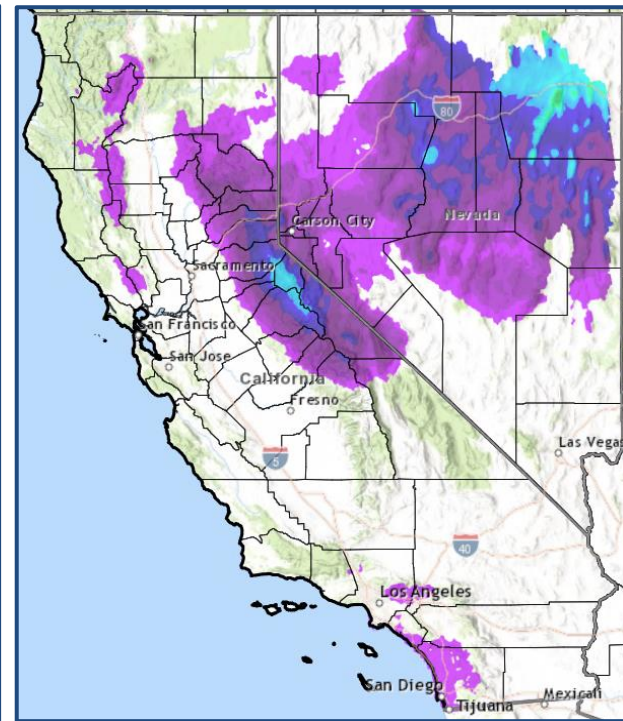 80
Carson City
Nevada
Sacramento
San Francisco
San Jose
California
Fresno
5
Las Vegas
40
Los Angeles
San Diego
Tijuana
Mexicali